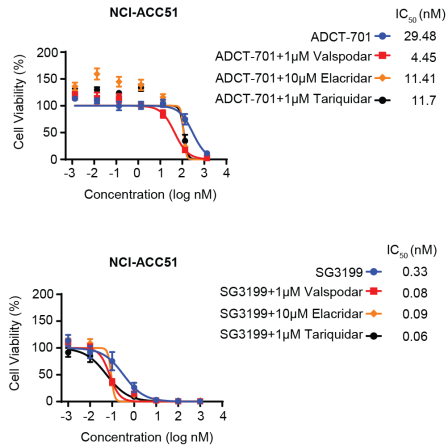 NCI-ACC51
IC50 (nM)
ADCT-701 29.48
ADCT-701+1µM Valspodar 4.45
ADCT-701+10µM Elacridar 11.41
ADCT-701+1µM Tariquidar 11.7
Cell Viability (%)
200
150
100
50
0
-3 -2 -1 0 1 2 3 4
Concentration (log nM)
NCI-ACC51
IC50 (nM)
SG3199 0.33
SG3199+1µM Valspodar 0.08
SG3199+10µM Elacridar 0.09
SG3199+1µM Tariquidar 0.06
Cell Viability (%)
200
150
100
50
0
-3 -2 -1 0 1 2 3 4
Concentration (log nM)